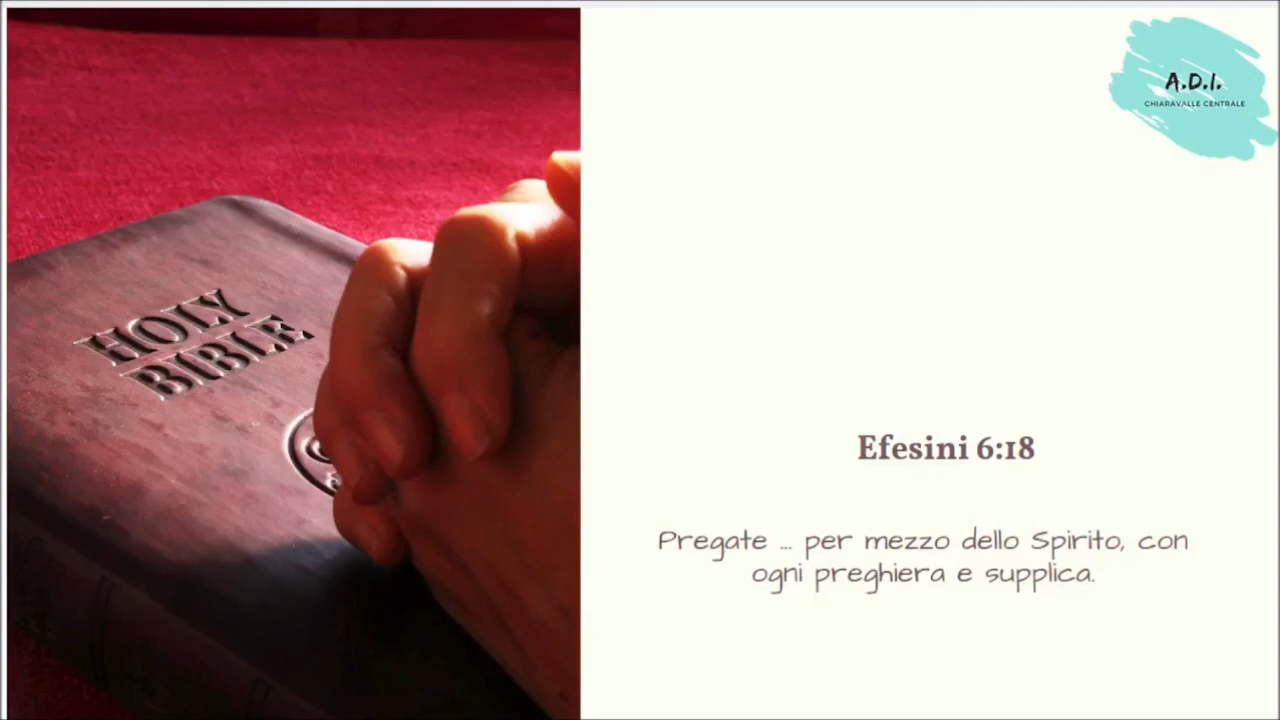 A.D.I.
CHIARAVALLE CENTRALE
HOLY
BIBLE
Efesini 6:18
Pregate ... per mezzo dello Spirito, con
ogni preghiera e supplica.